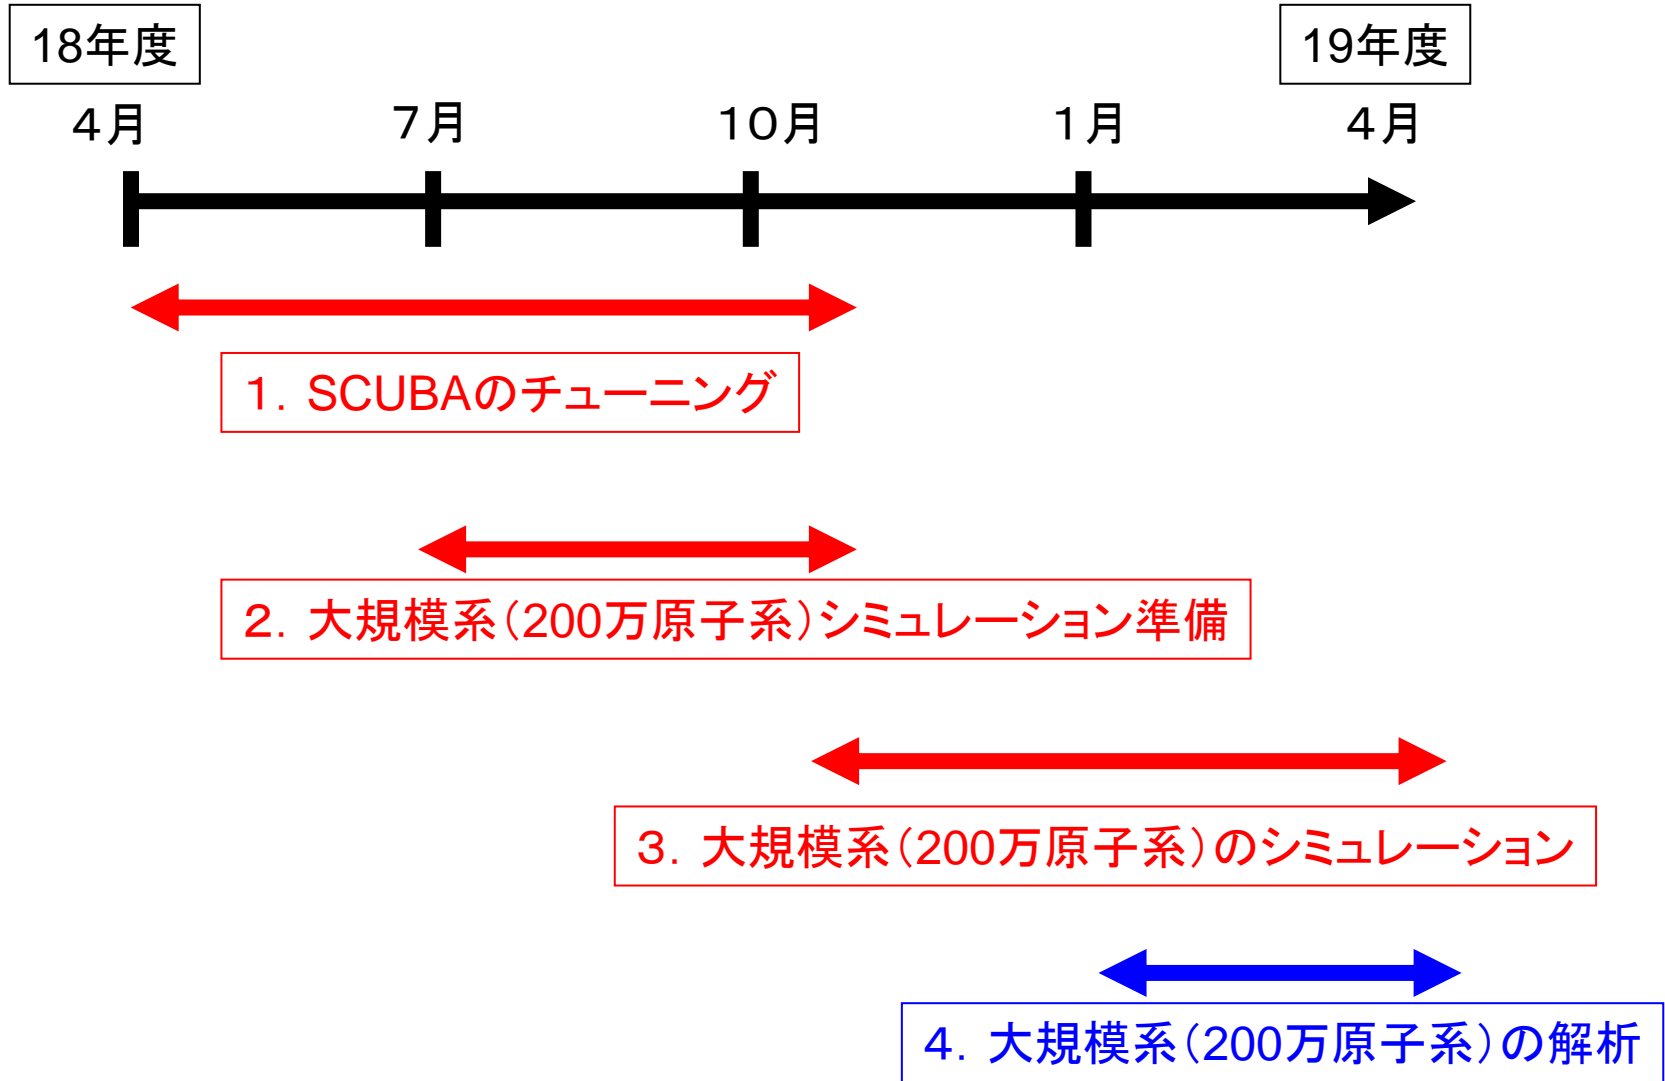 18年度
19年度
4月
7月
10月
1月
4月
1．SCUBAのチューニング
2．大規模系（200万原子系）シミュレーション準備
3．大規模系（200万原子系）のシミュレーション
4．大規模系（200万原子系）の解析